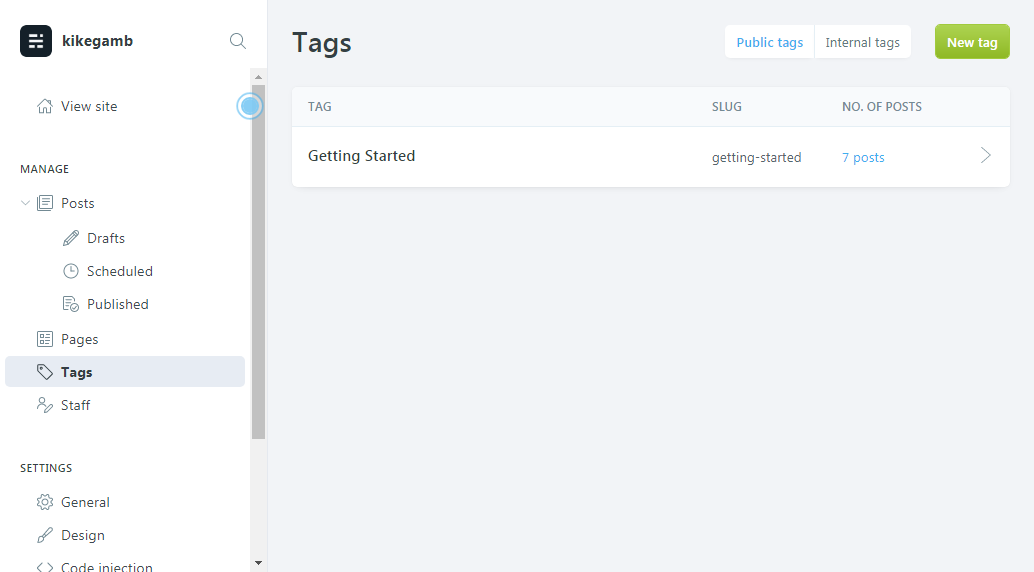 kikegamb
View site
MANAGE
Posts
Drafts
Scheduled
Published
Pages
Tags
Staff
SETTINGS
General
Design
Code injection
Tags
Public tags
Internal tags
New tag
TAG SLUG NO. OF POSTS
Getting Started getting-started 7 posts